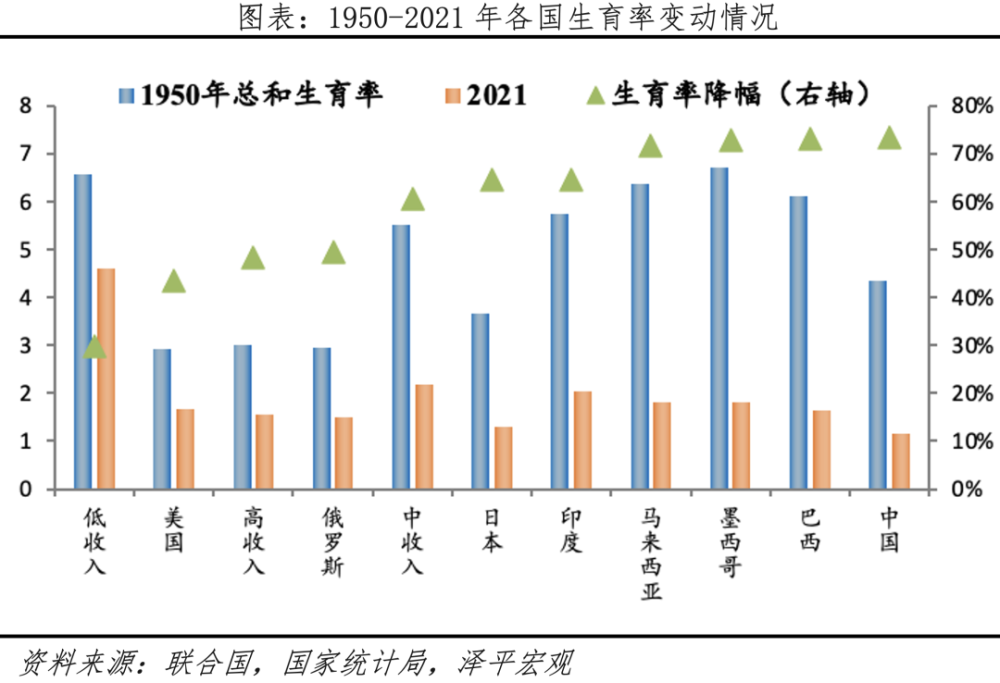 图表：1950-2021 年各国生育率变动情况
1950年总和生育率 2021 生育率降幅（右轴）
8 80%
7 70%
6 60%
5 50%
4 40%
3 30%
2 20%
1 10%
0 0%
低收入 美国 高收入 俄罗斯 中收入 日本 印度 马来西亚 墨西哥 巴西 中国
资料来源：联合国，国家统计局，泽平宏观